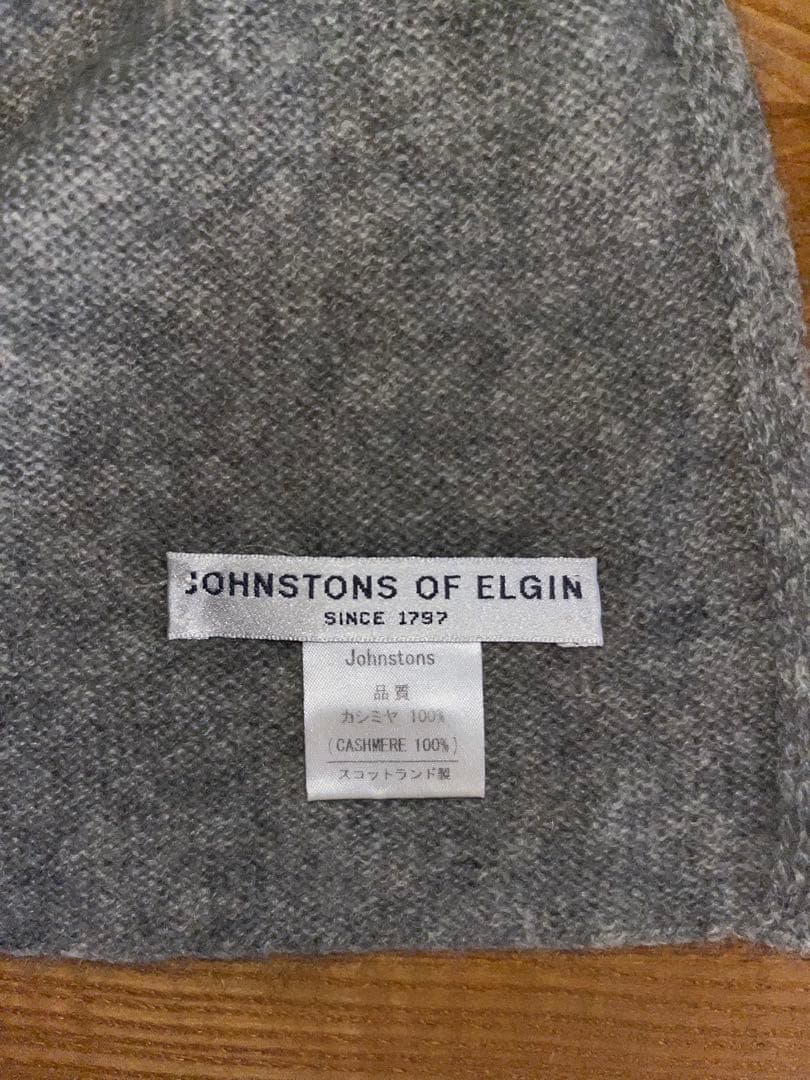 JOHNSTONS OF ELGIN
SINCE 1797
Johnstons
品質
カシミヤ 100%
(CASHMERE 100%)
スコットランド製